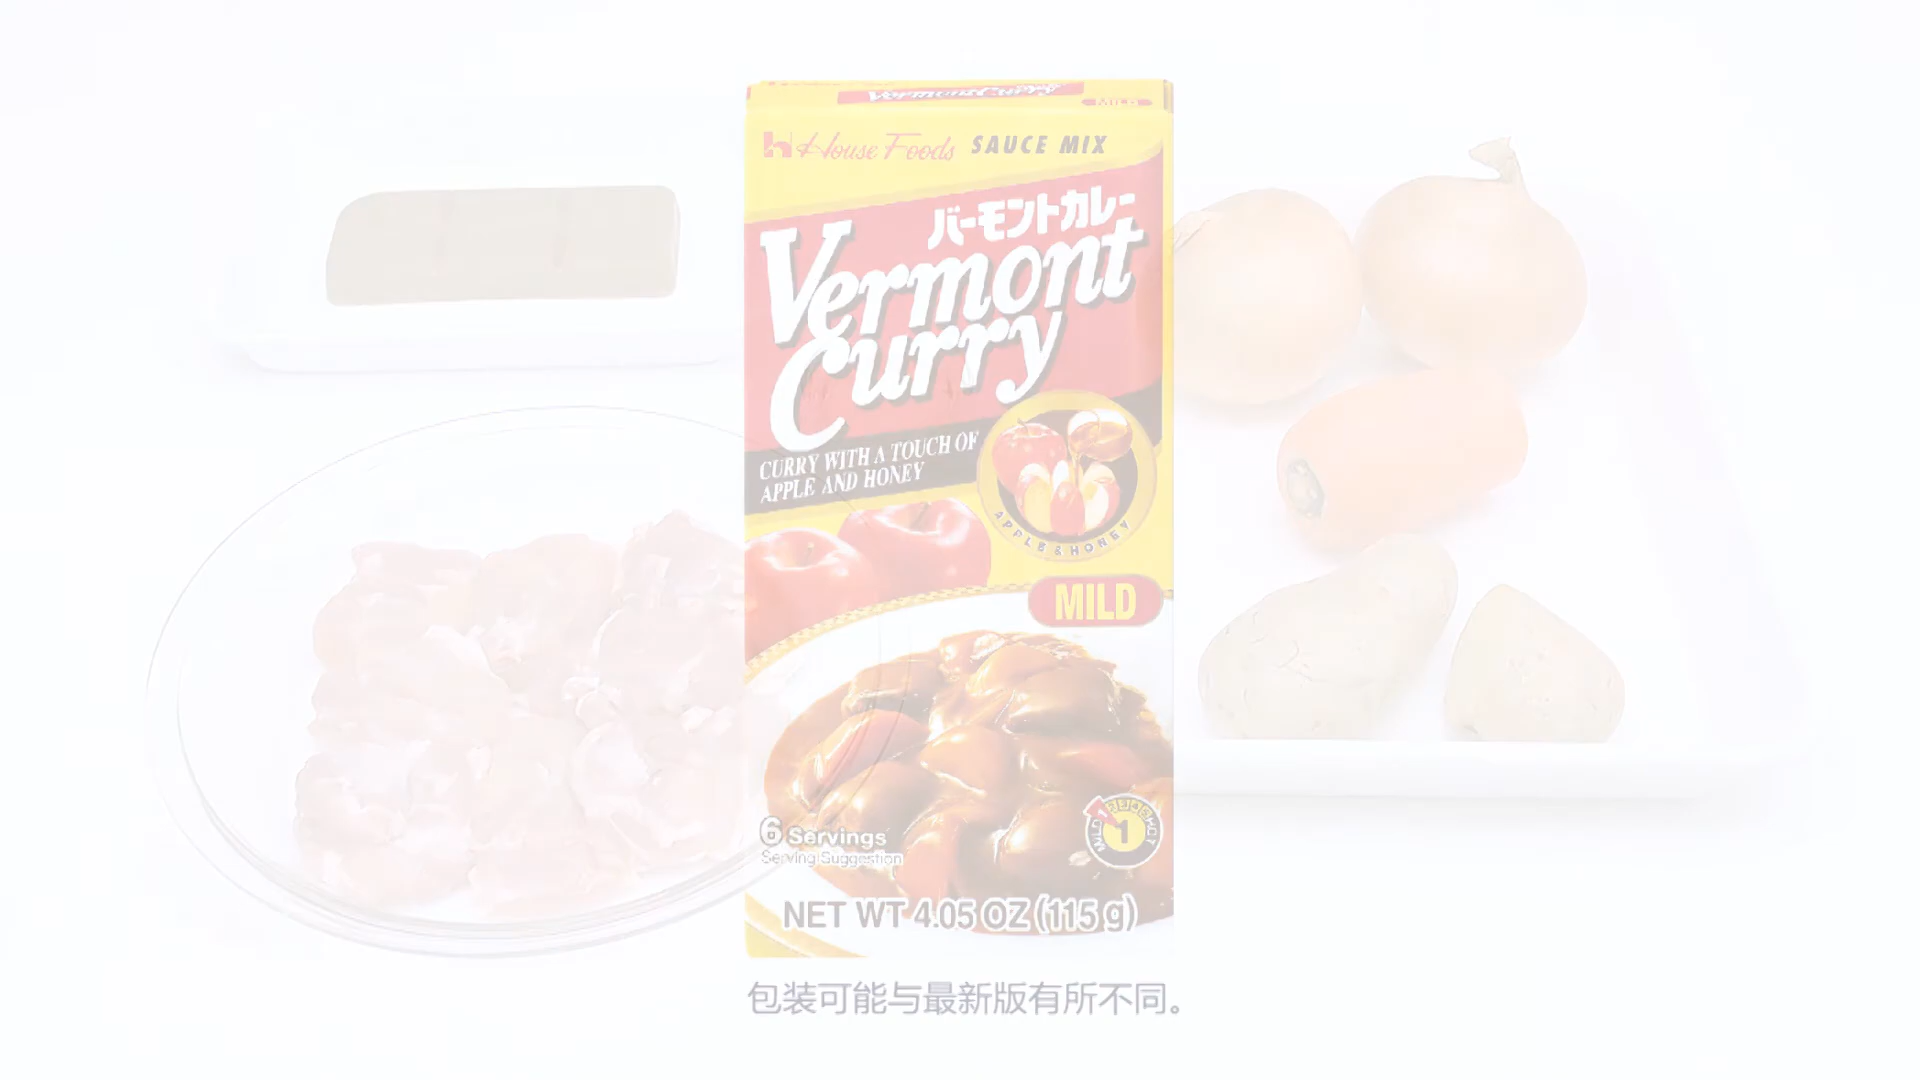 Vermont Curry
MILD
House Foods SAUCE MIX
バーモントカレー
Vermont
Curry
CURRY WITH A TOUCH OF
APPLE AND HONEY
APPLE & HONEY
MILD
6 Servings
Serving Suggestion
1
NET WT 4.05 OZ (115 g)
包装可能与最新版有所不同。